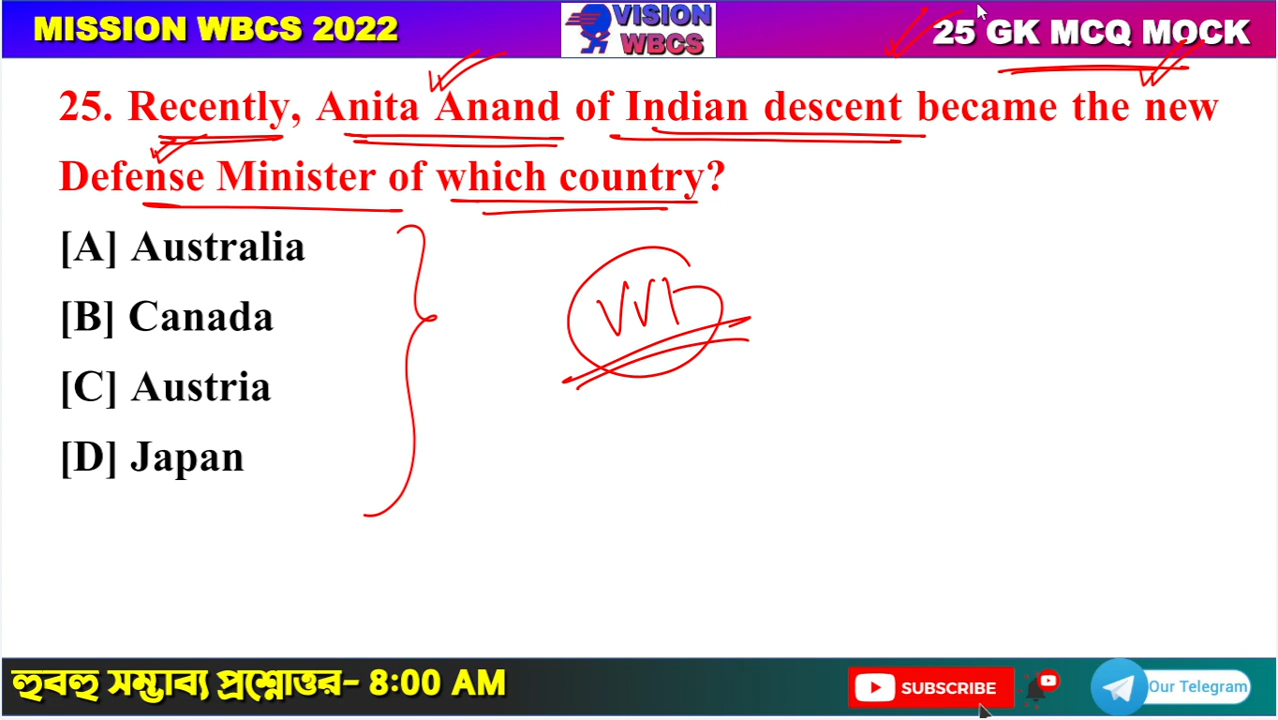 MISSION WBCS 2022
VISION
WBCS
25 GK MCQ MOCK
25. Recently, Anita Anand of Indian descent became the new
Defense Minister of which country?
[A] Australia
[B] Canada
[C] Austria
[D] Japan
হুবহু সম্ভাব্য প্রশ্নোত্তর- 8:00 AM
SUBSCRIBE
Our Telegram